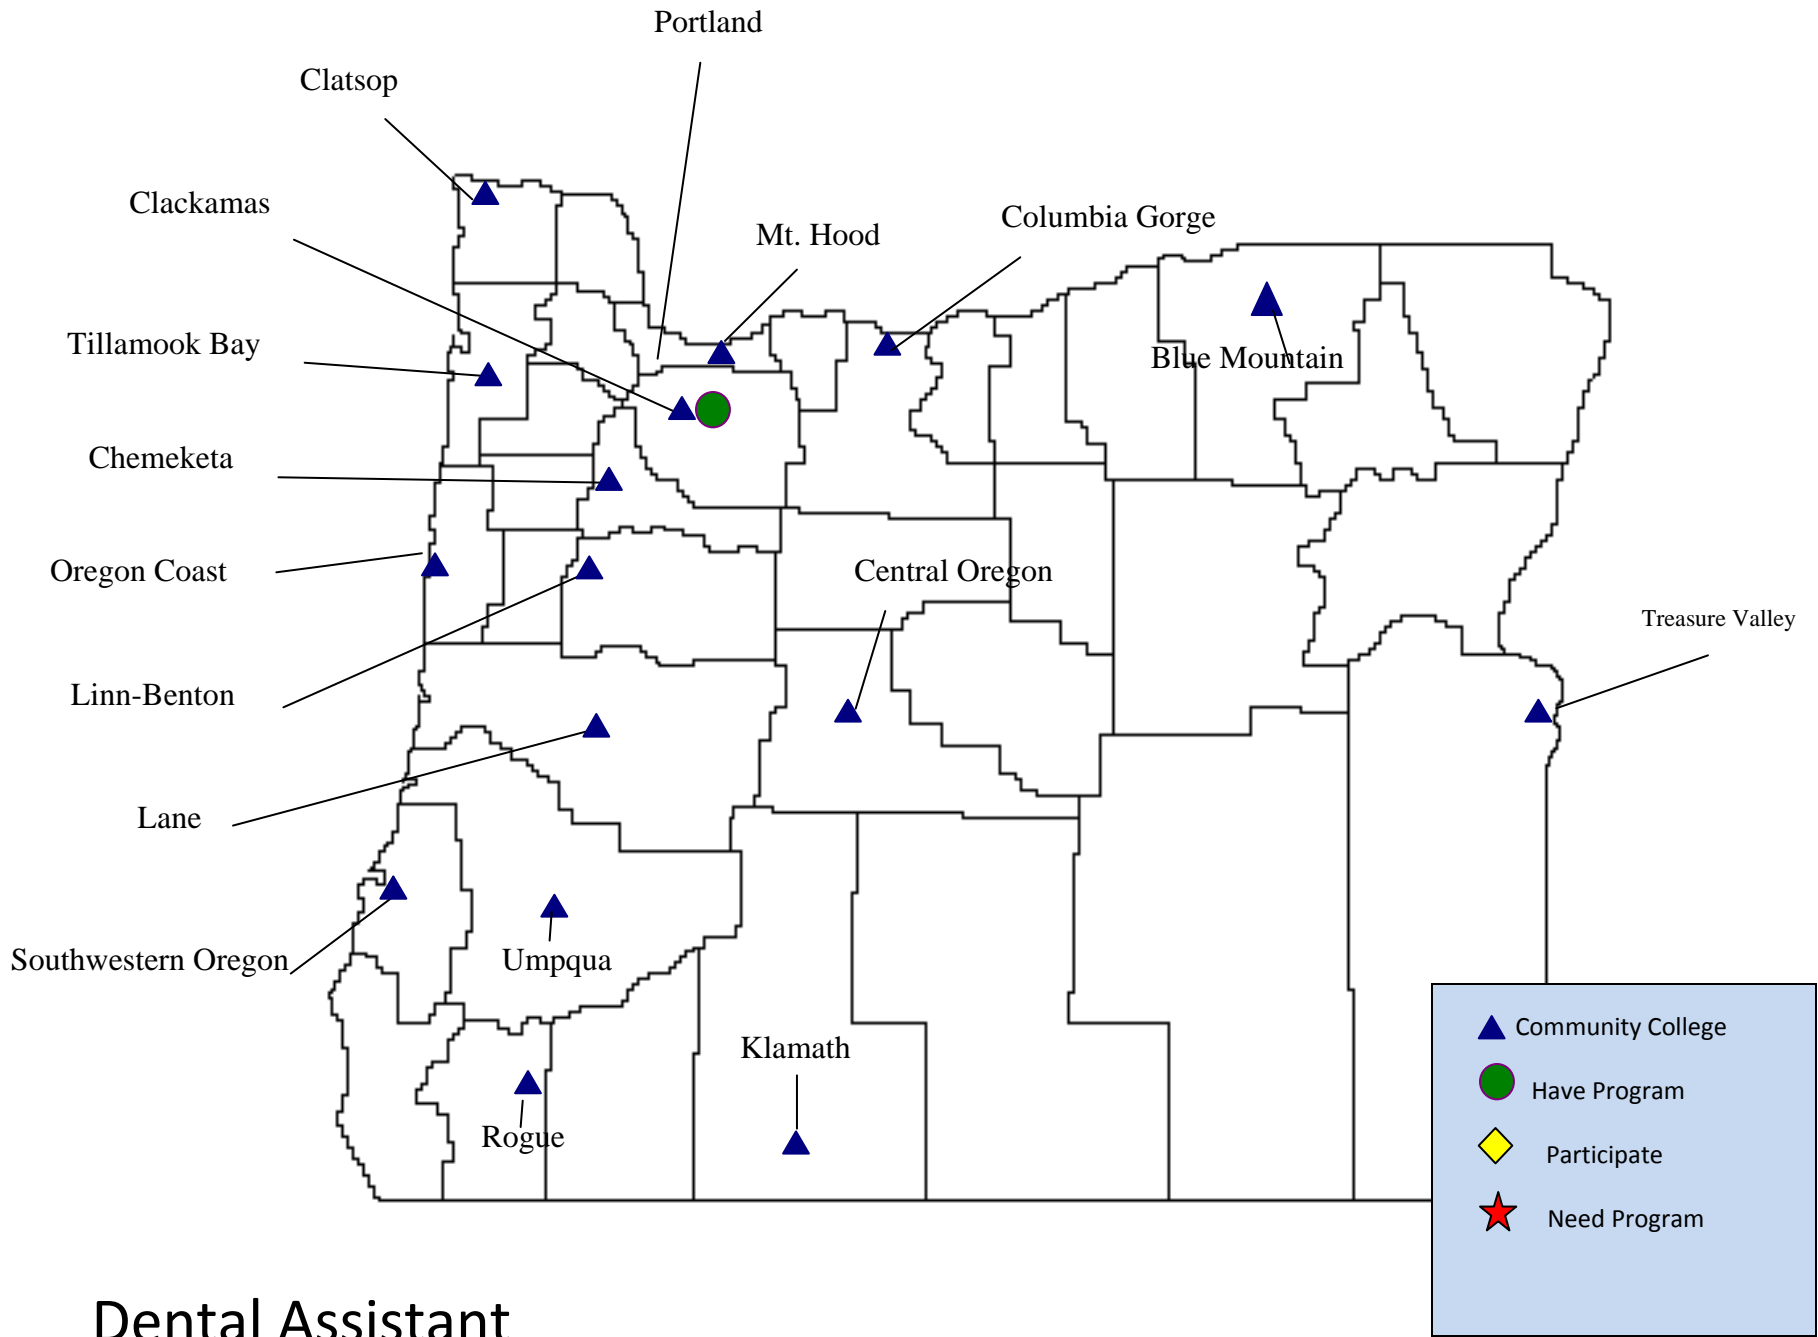 Portland
Clatsop
Clackamas
Mt. Hood
Columbia Gorge
Tillamook Bay
Blue Mountain
Chemeketa
Oregon Coast
Central Oregon
Treasure Valley
Linn-Benton
Lane
Southwestern Oregon
Umpqua
Klamath
Rogue
Community College
Have Program
Participate
Need Program
Dental Assistant